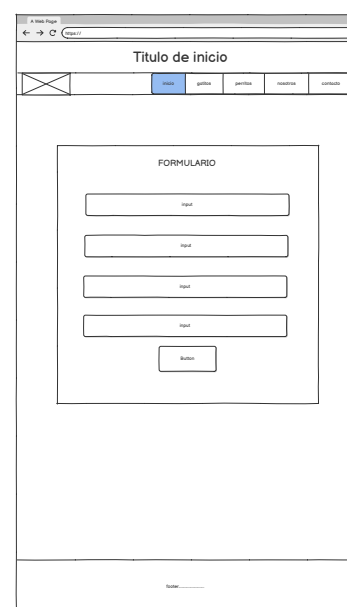 A Web Page
https://
Titulo de inicio
inicio gatitos perritos nosotros contacto
FORMULARIO
input
input
input
input
Button
footer..................